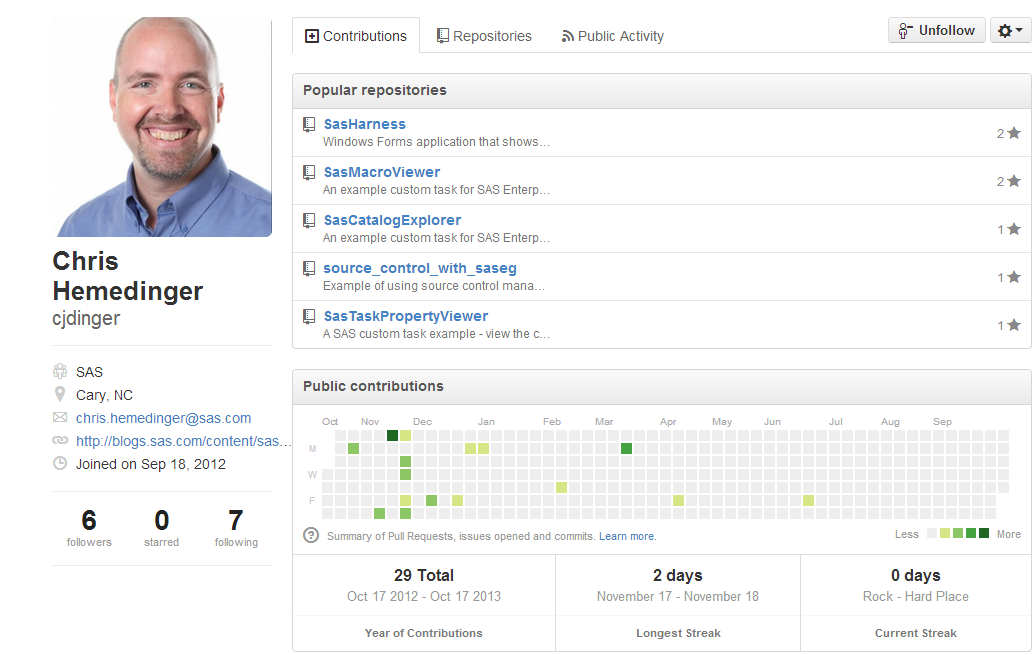 Contributions
Repositories
Public Activity
Unfollow
Chris
Hemedinger
cjdinger
SAS
Cary, NC
chris.hemedinger@sas.com
http://blogs.sas.com/content/sas...
Joined on Sep 18, 2012
6
followers
0
starred
7
following
Popular repositories
SasHarness
Windows Forms application that shows...
2
SasMacroViewer
An example custom task for SAS Enterp...
2
SasCatalogExplorer
An example custom task for SAS Enterp...
1
source_control_with_saseg
Example of using source control mana...
1
SasTaskPropertyViewer
A SAS custom task example - view the c...
1
Public contributions
Oct Nov Dec Jan Feb Mar Apr May Jun Jul Aug Sep
M
W
F
? Summary of Pull Requests, issues opened and commits. Learn more.
Less More
29 Total
Oct 17 2012 - Oct 17 2013
Year of Contributions
2 days
November 17 - November 18
Longest Streak
0 days
Rock - Hard Place
Current Streak